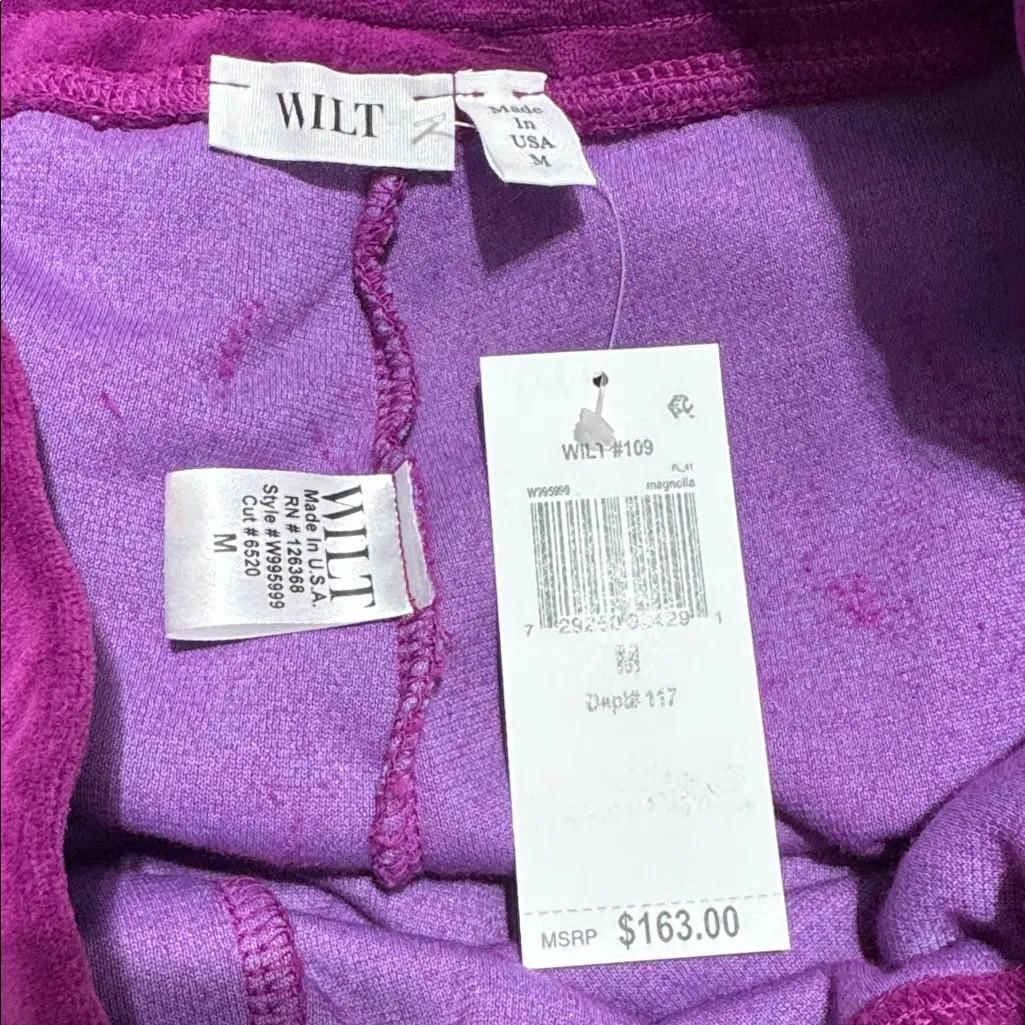 WILT
Made
In
USA
M
WILT
Made In U.S.A.
RN # 126368
Style #W995999
Cut # 6520
M
WILT #109
W995999
magnolia
M
Dept# 117
MSRP $163.00